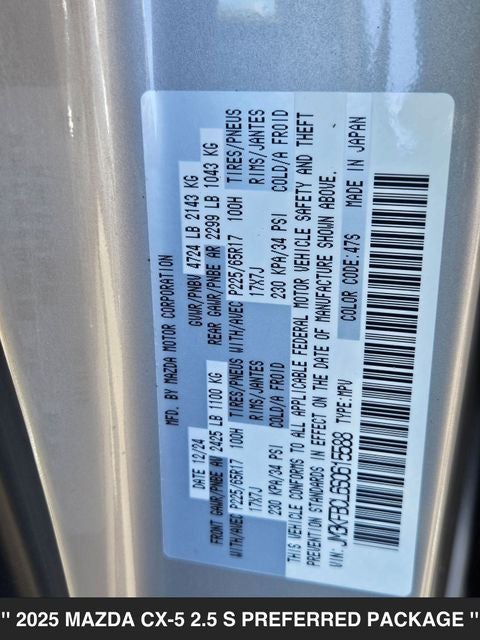 MFD. BY MAZDA MOTOR CORPORATION
DATE 12/24 GVWR/PNBV 4724 LB 2143 KG
FRONT GAWR/PNBE AV 2425 LB 1100 KG REAR GAWR/PNBE AR 2299 LB 1043 KG
WITH/AVEC P225/65R17 100H TIRES/PNEUS WITH/AVEC P225/65R17 100H TIRES/PNEUS
17X7J RIMS/JANTES 17X7J RIMS/JANTES
230 KPA/34 PSI COLD/A FROID 230 KPA/34 PSI COLD/A FROID
THIS VEHICLE CONFORMS TO ALL APPLICABLE FEDERAL MOTOR VEHICLE SAFETY AND THEFT
PREVENTION STANDARDS IN EFFECT ON THE DATE OF MANUFACTURE SHOWN ABOVE.
VIN: JM3KFBCL6S0615588 TYPE:MPV COLOR CODE:47S MADE IN JAPAN
" 2025 MAZDA CX-5 2.5 S PREFERRED PACKAGE "